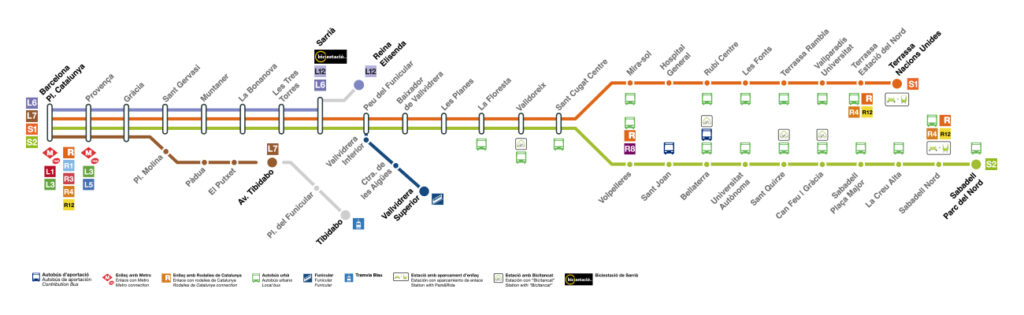 Barcelona
Pl. Catalunya
Provença
Gràcia
Sant Gervasi
Muntaner
La Bonanova
Les Tres
Torres
Sarrià
Reina
Elisenda
Peu del Funicular
Baixador
de Vallvidrera
Les Planes
La Floresta
Valldoreix
Sant Cugat Centre
Mira-sol
Hospital
General
Rubí Centre
Les Fonts
Terrassa Rambla
Vallparadís
Universitat
Terrassa
Estació del Nord
Terrassa
Nacions Unides
L12
L6
L12
L6
L7
S1
S2
S1
R
R4
R12
R
R4
R12
M
R
M
L1
R1
L3
L3
R3
L5
R4
R12
L7
R
R8
S2
Pl. Molina
Pàdua
El Putxet
Av. Tibidabo
Pl. del Funicular
Tibidabo
Vallvidrera
Inferior
Ctra. de
les Aigües
Vallvidrera
Superior
Volpelleres
Sant Joan
Bellaterra
Universitat
Autònoma
Sant Quirze
Can Feu i Gràcia
Sabadell
Plaça Major
La Creu Alta
Sabadell Nord
Sabadell
Parc del Nord
Autobús d'aportació
Autobús de aportación
Contribution Bus
Enllaç amb Metro
Enlace con Metro
Metro connection
Enllaç amb Rodalies de Catalunya
Enlace con rodalies de Catalunya
Rodalies de Catalunya connection
Autobús urbà
Autobús urbano
Local bus
Funicular
Funicular
Funicular
Tramvia Blau
Estació amb aparcament d'enllaç
Estación con aparcamiento de enlace
Station with Park&Ride
Estació amb Bicitancat
Estación con "Bicitancat"
Station with "Bicitancat"
Biciestació de Sarrià